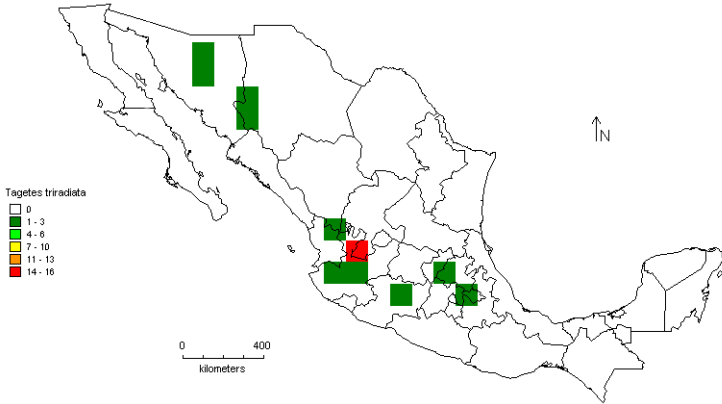 N
Tagetes triradiata
0
1 - 3
4 - 6
7 - 10
11 - 13
14 - 16
0 400
kilometers